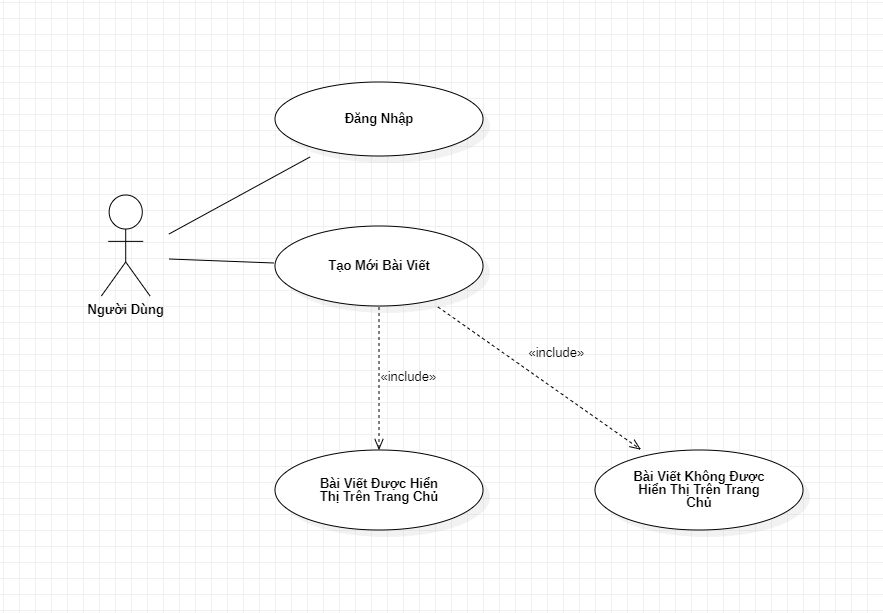 Đăng Nhập
Tạo Mới Bài Viết
Người Dùng
«include»
«include»
Bài Viết Được Hiển
Thị Trên Trang Chủ
Bài Viết Không Được
Hiển Thị Trên Trang
Chủ